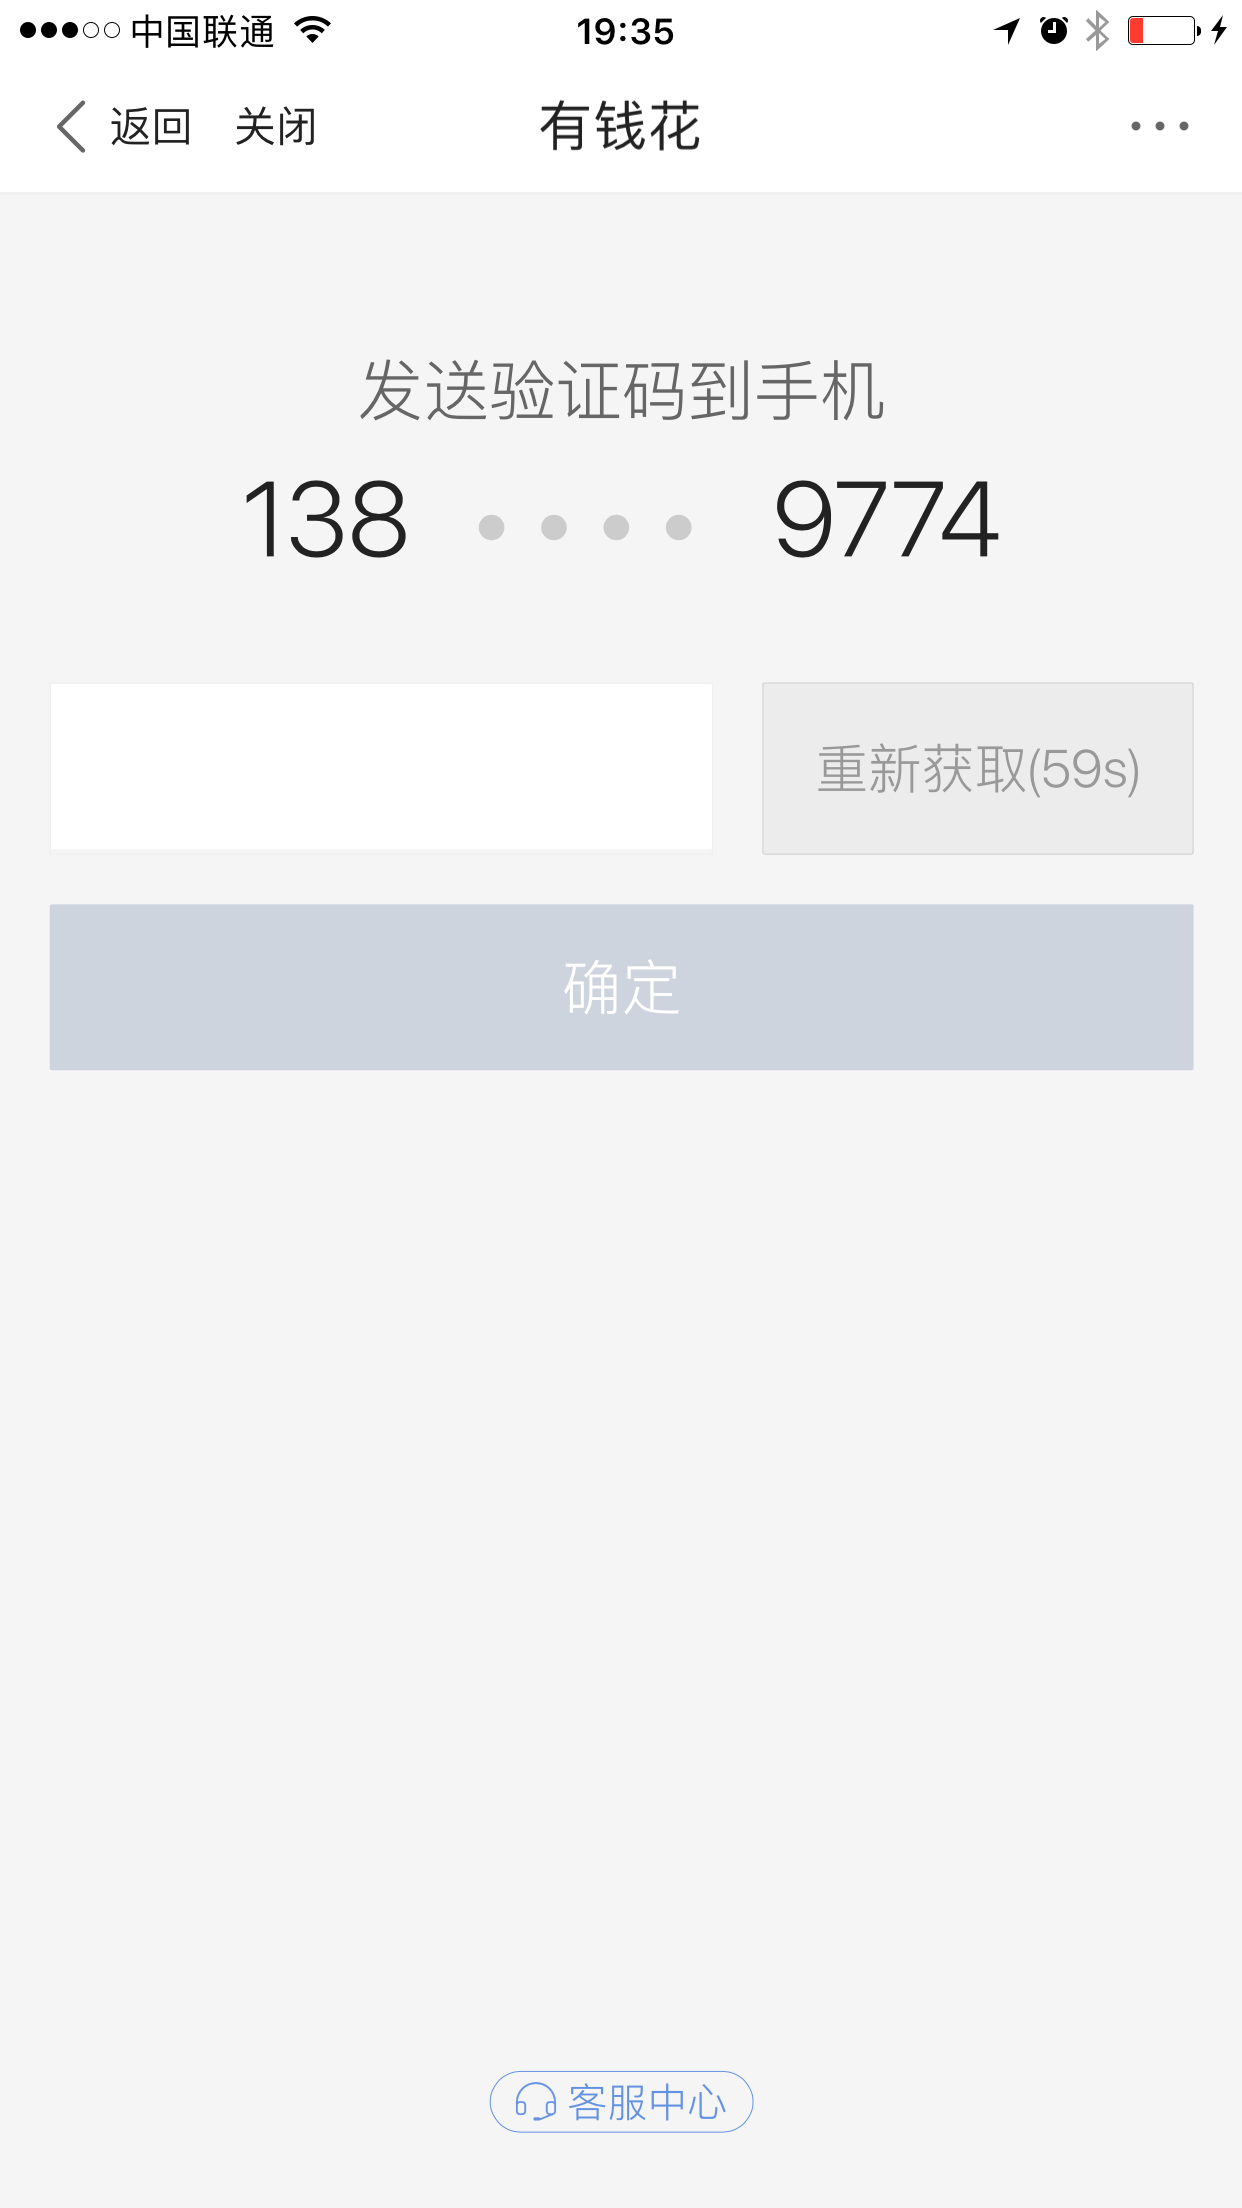 中国联通 19:35
返回 关闭 有钱花
发送验证码到手机
138 •••• 9774
重新获取(59s)
确定
客服中心